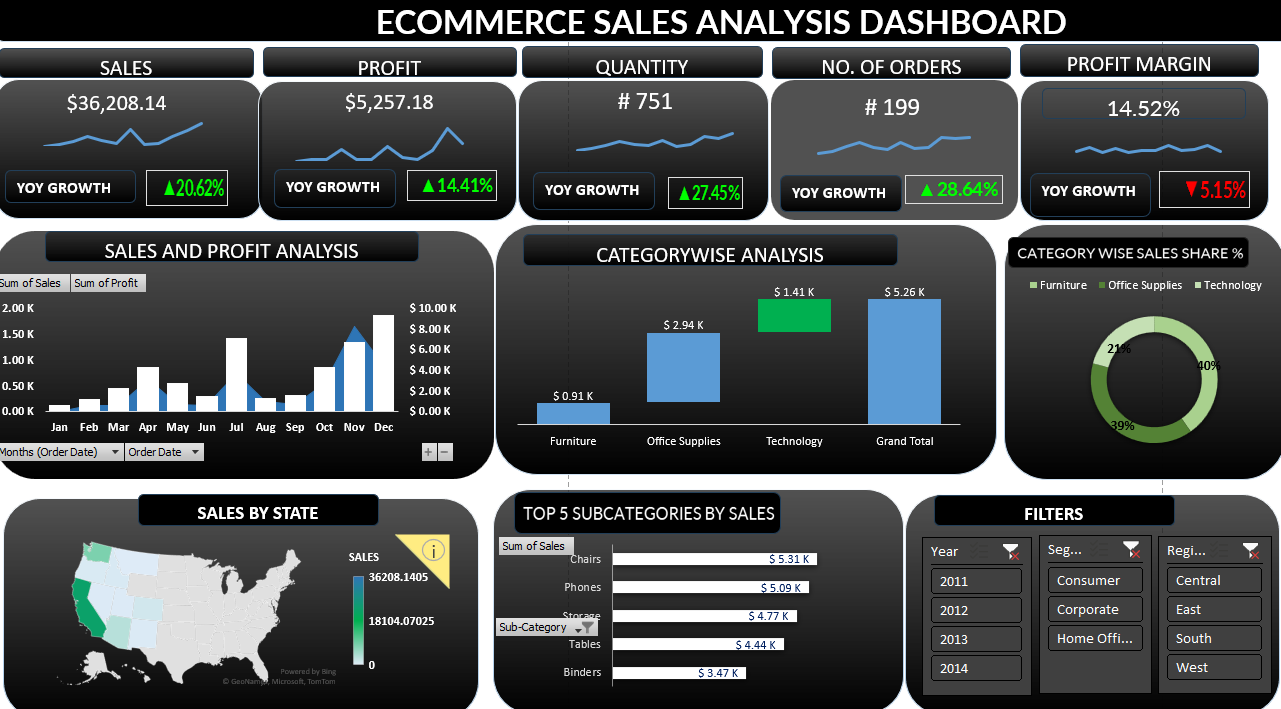 ECOMMERCE SALES ANALYSIS DASHBOARD
SALES
$36,208.14
YOY GROWTH
▲20.62%
PROFIT
$5,257.18
YOY GROWTH
▲14.41%
QUANTITY
# 751
YOY GROWTH
▲27.45%
NO. OF ORDERS
# 199
YOY GROWTH
▲28.64%
PROFIT MARGIN
14.52%
YOY GROWTH
▼5.15%
SALES AND PROFIT ANALYSIS
Sum of Sales Sum of Profit
2.00 K
1.50 K
1.00 K
0.50 K
0.00 K
$ 10.00 K
$ 8.00 K
$ 6.00 K
$ 4.00 K
$ 2.00 K
$ 0.00 K
Jan Feb Mar Apr May Jun Jul Aug Sep Oct Nov Dec
Months (Order Date) Order Date
+ −
CATEGORYWISE ANALYSIS
$ 0.91 K
$ 2.94 K
$ 1.41 K
$ 5.26 K
Furniture Office Supplies Technology Grand Total
CATEGORY WISE SALES SHARE %
Furniture Office Supplies Technology
21%
40%
39%
SALES BY STATE
i
SALES
36208.1405
18104.07025
0
Powered by Bing
© GeoNames, Microsoft, TomTom
TOP 5 SUBCATEGORIES BY SALES
Sum of Sales
Chairs $ 5.31 K
Phones $ 5.09 K
Storage $ 4.77 K
Sub-Category
Tables $ 4.44 K
Binders $ 3.47 K
FILTERS
Year
2011
2012
2013
2014
Seg...
Consumer
Corporate
Home Offi...
Regi...
Central
East
South
West